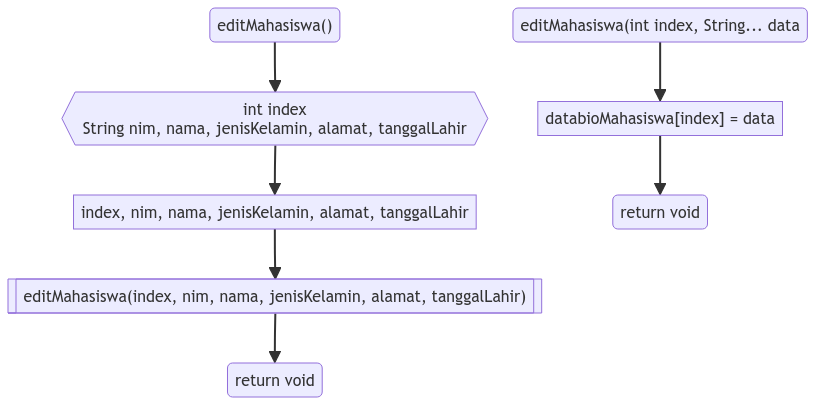 editMahasiswa()
int index
String nim, nama, jenisKelamin, alamat, tanggalLahir
index, nim, nama, jenisKelamin, alamat, tanggalLahir
editMahasiswa(index, nim, nama, jenisKelamin, alamat, tanggalLahir)
return void
editMahasiswa(int index, String... data
databioMahasiswa[index] = data
return void